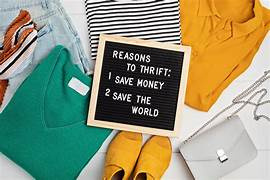 REASONS
TO THRIFT:
1 SAVE MONEY
2 SAVE THE
WORLD